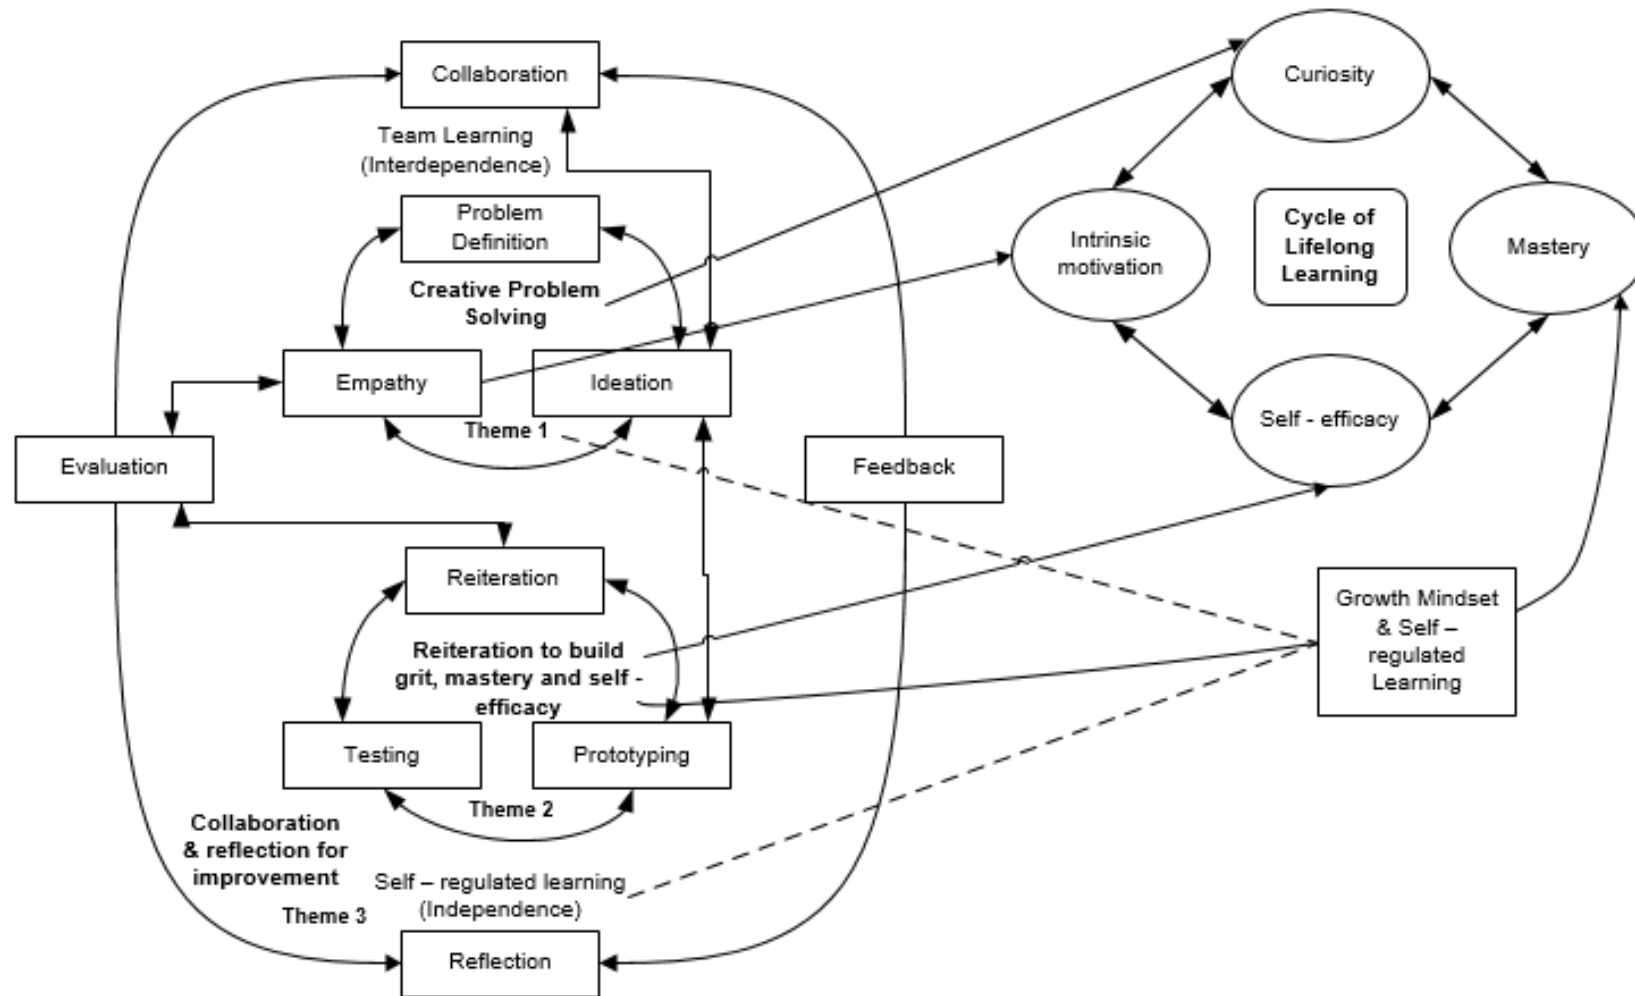 Collaboration
Team Learning
(Interdependence)
Problem
Definition
Creative Problem
Solving
Empathy
Ideation
Theme 1
Evaluation
Feedback
Reiteration
Reiteration to build
grit, mastery and self -
efficacy
Testing
Prototyping
Theme 2
Collaboration
& reflection for
improvement
Theme 3
Self – regulated learning
(Independence)
Reflection
Curiosity
Intrinsic
motivation
Cycle of
Lifelong
Learning
Mastery
Self - efficacy
Growth Mindset
& Self –
regulated
Learning